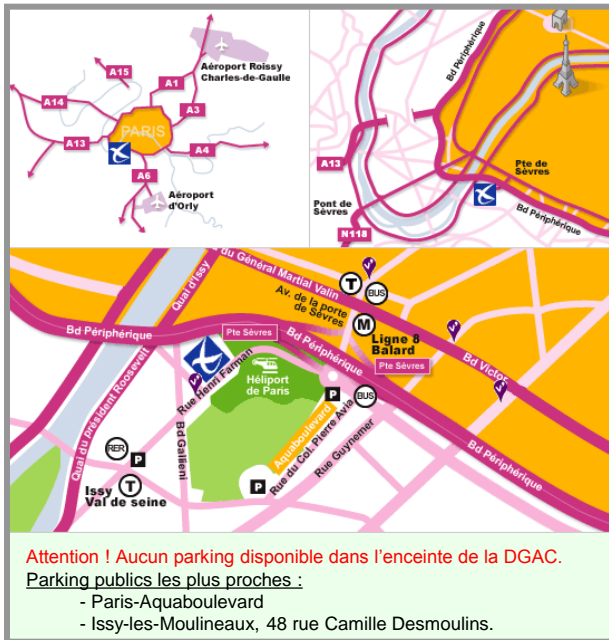 Aéroport Roissy
Charles-de-Gaulle
A15
A1
A14
A3
PARIS
A13
A4
A6
Aéroport
d'Orly
Bd Périphérique
A13
Pte de
Sèvres
Pont de
Sèvres
Bd Périphérique
N118
du Général Martial Valin
Quai d'Issy
Av. de la porte
de Sèvres
T
BUS
M
Ligne 8
Balard
Bd Périphérique
Pte Sèvres
Bd Périphérique
Pte Sèvres
Bd Victor
Quai du président Roosevelt
Rue Henri Farman
Héliport
de Paris
P
BUS
Bd Gallieni
Aquaboulevard
Rue du Col. Pierre Avia
Rue Guynemer
Bd Périphérique
RER
P
T
P
Issy
Val de seine
Attention ! Aucun parking disponible dans l'enceinte de la DGAC.
Parking publics les plus proches :
- Paris-Aquaboulevard
- Issy-les-Moulineaux, 48 rue Camille Desmoulins.